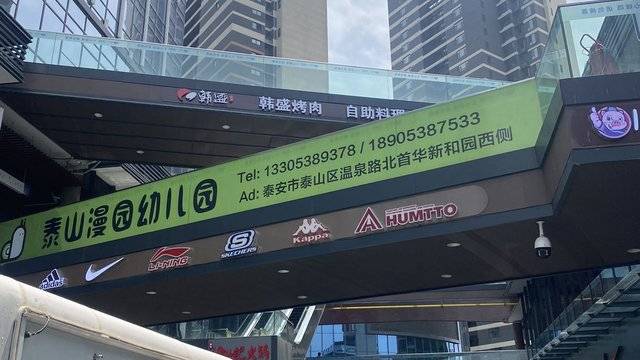 韩盛
韩盛烤肉 自助料理
泰山漫园幼儿园
Tel: 13305389378 / 18905387533
Ad: 泰安市泰山区温泉路北首华新和园西侧
adidas
LI-NING
SKECHERS
Kappa
HUMTTO
火锅